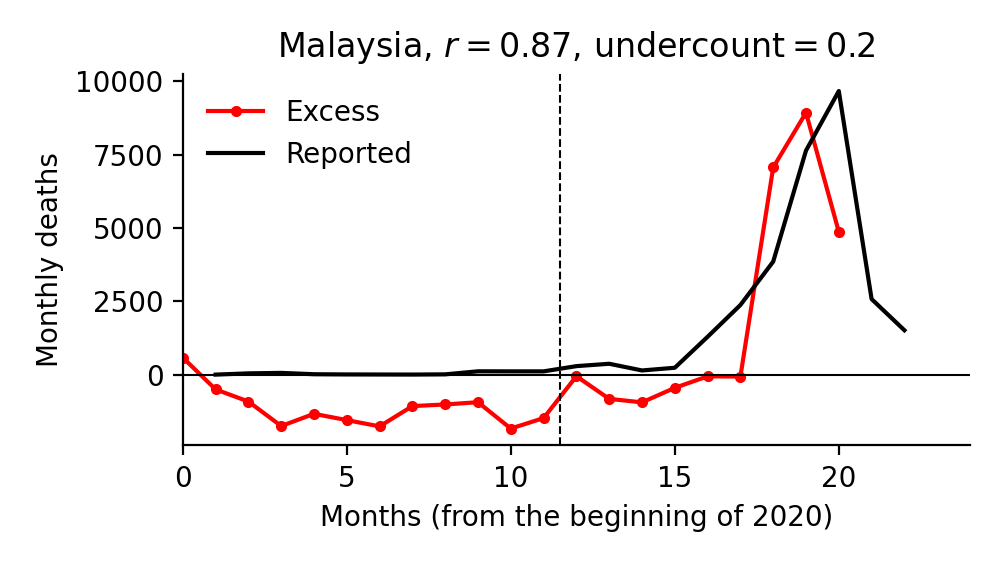 Malaysia, r = 0.87, undercount = 0.2
10000
7500
5000
2500
0
Monthly deaths
Excess
Reported
0 5 10 15 20
Months (from the beginning of 2020)